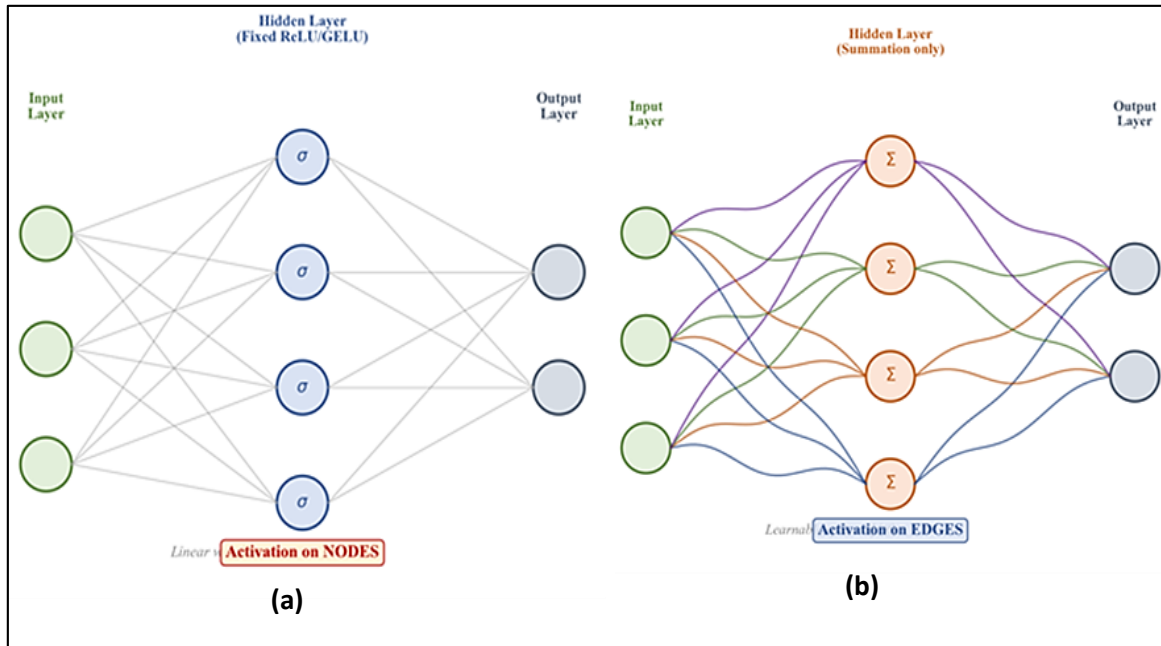 Hidden Layer
(Fixed ReLU/GELU)
Input
Layer
Output
Layer
σ
σ
σ
σ
Linear
Activation on NODES
(a)
Hidden Layer
(Summation only)
Input
Layer
Output
Layer
Σ
Σ
Σ
Σ
Activation on EDGES
(b)